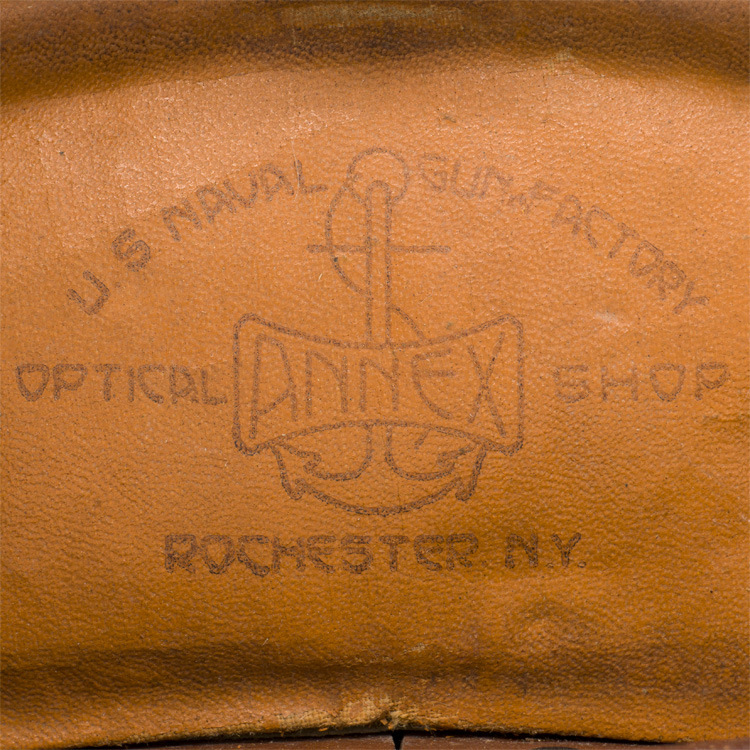 U.S NAVAL GUN FACTORY
OPTICAL ANNEX SHOP
ROCHESTER N.Y.